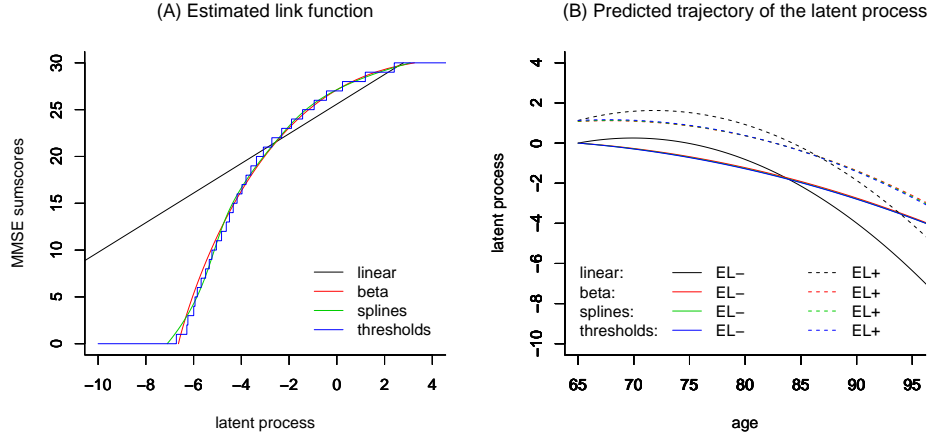 (A) Estimated link function
MMSE sumscores
30
25
20
15
10
5
0
linear
beta
splines
thresholds
−10 −8 −6 −4 −2 0 2 4
latent process
(B) Predicted trajectory of the latent process
latent process
4
2
0
−2
−4
−6
−8
−10
linear: EL− EL+
beta: EL− EL+
splines: EL− EL+
thresholds: EL− EL+
65 70 75 80 85 90 95
age